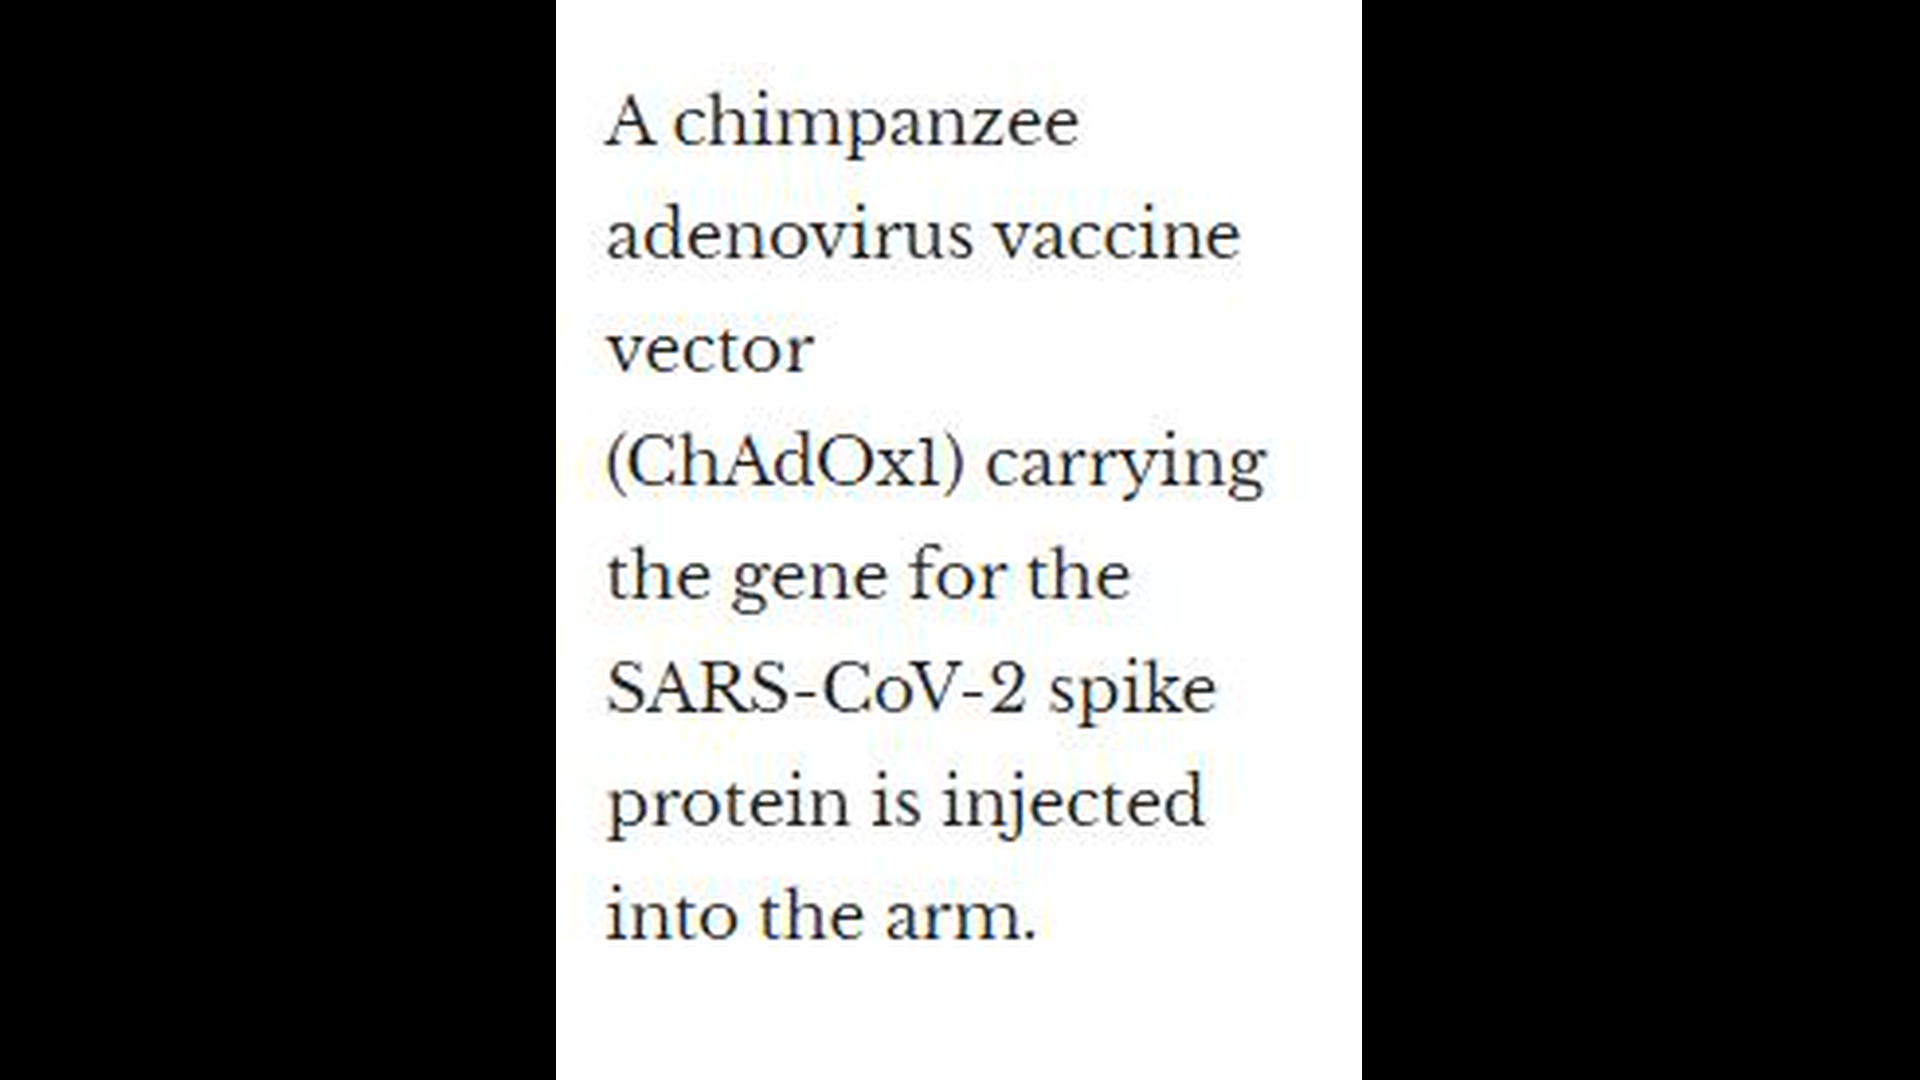 A chimpanzee
adenovirus vaccine
vector
(ChAdOx1) carrying
the gene for the
SARS-CoV-2 spike
protein is injected
into the arm.